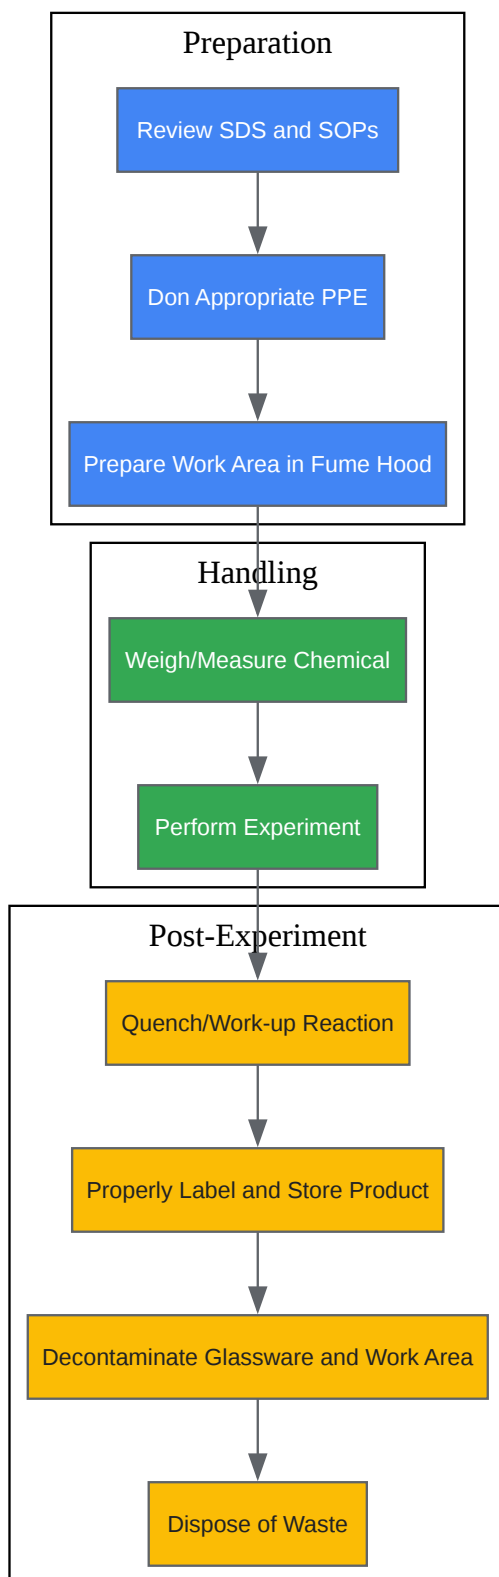 Preparation
Review SDS and SOPs
Don Appropriate PPE
Prepare Work Area in Fume Hood
Handling
Weigh/Measure Chemical
Perform Experiment
Post-Experiment
Quench/Work-up Reaction
Properly Label and Store Product
Decontaminate Glassware and Work Area
Dispose of Waste